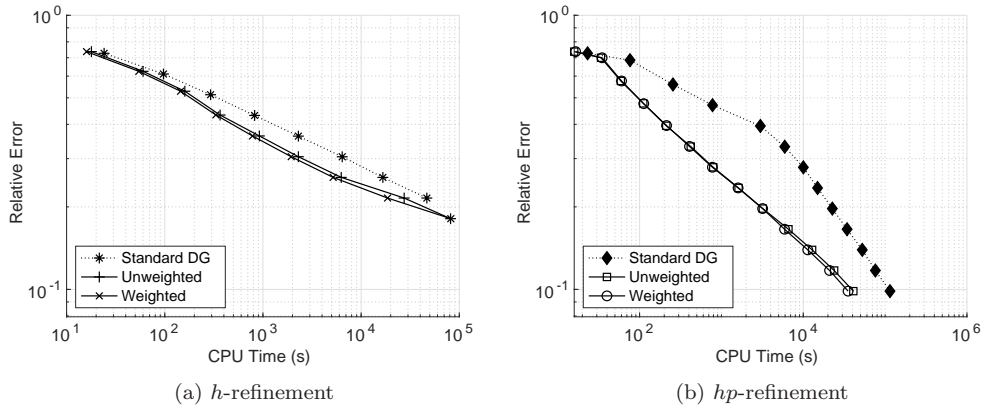 10^0
10^-1
Relative Error
Standard DG
Unweighted
Weighted
10^1
10^2
10^3
10^4
10^5
CPU Time (s)
(a) h-refinement
10^0
10^-1
Relative Error
Standard DG
Unweighted
Weighted
10^2
10^4
10^6
CPU Time (s)
(b) hp-refinement